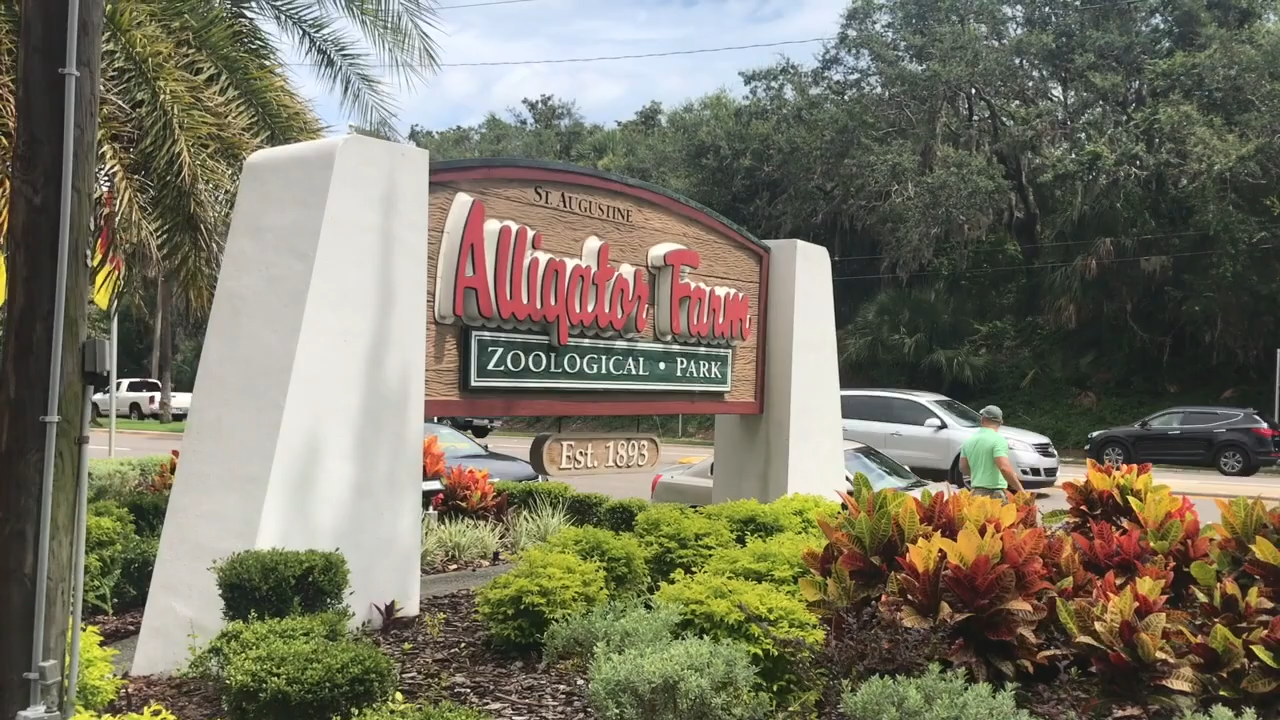 St. Augustine
Alligator Farm
Zoological • Park
Est. 1893